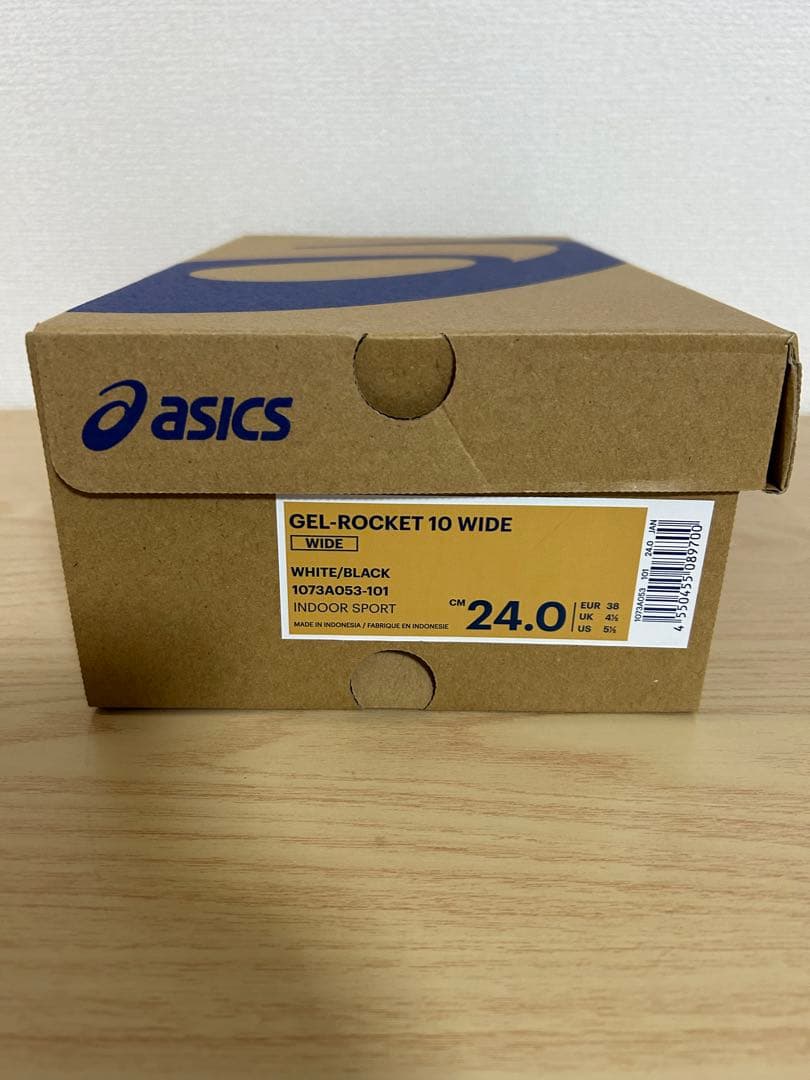 asics
GEL-ROCKET 10 WIDE
WIDE
WHITE/BLACK
1073A053-101
INDOOR SPORT
MADE IN INDONESIA / FABRIQUE EN INDONESIE
CM 24.0
EUR 38
UK 4½
US 5½
1073A053 101 24.0 JAN
4 550455 089700